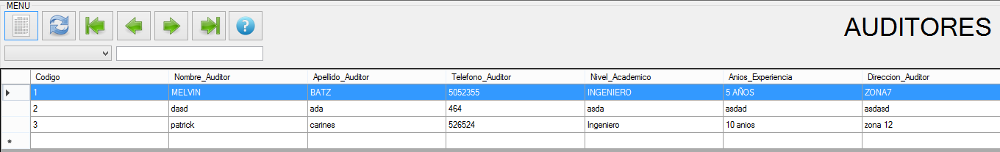 MENU
AUDITORES
Codigo Nombre_Auditor Apellido_Auditor Telefono_Auditor Nivel_Academico Anios_Experiencia Direccion_Auditor
1 MELVIN BATZ 5052355 INGENIERO 5 AÑOS ZONA7
2 dasd ada 464 asda asdad asdasd
3 patrick carines 526524 Ingeniero 10 anios zona 12